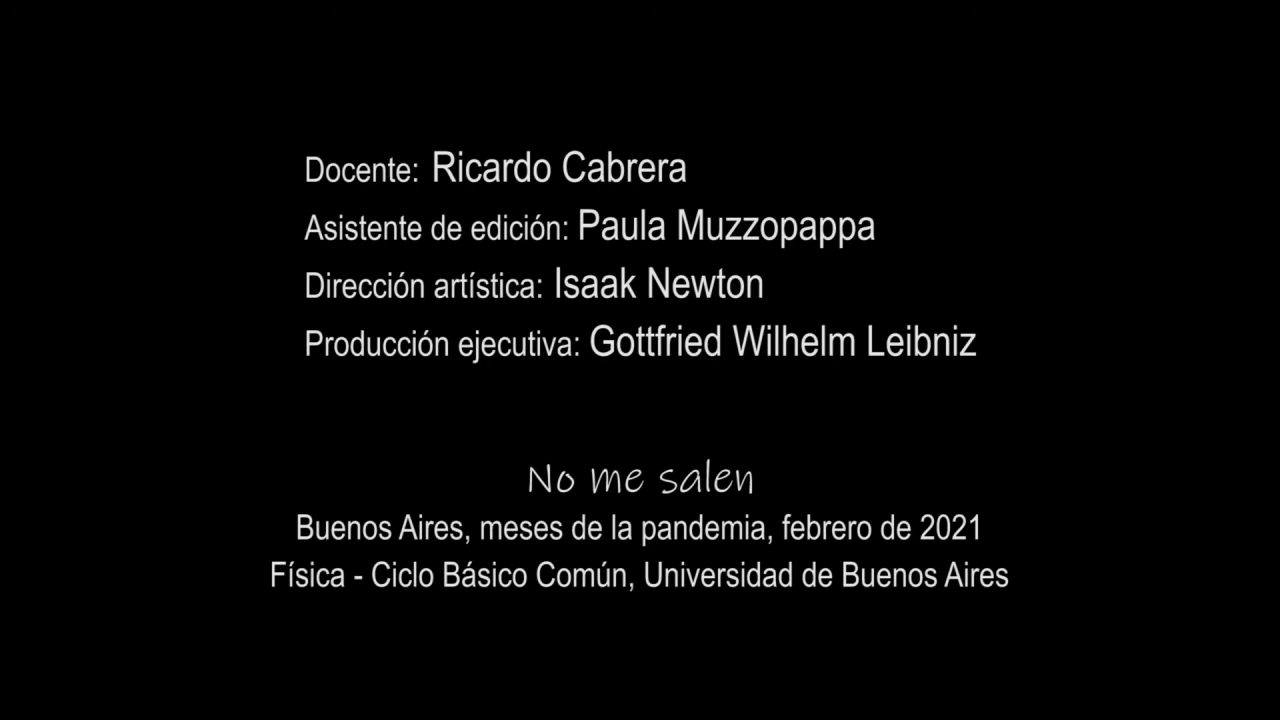 Docente: Ricardo Cabrera
Asistente de edición: Paula Muzzopappa
Dirección artística: Isaak Newton
Producción ejecutiva: Gottfried Wilhelm Leibniz
No me salen
Buenos Aires, meses de la pandemia, febrero de 2021
Física - Ciclo Básico Común, Universidad de Buenos Aires